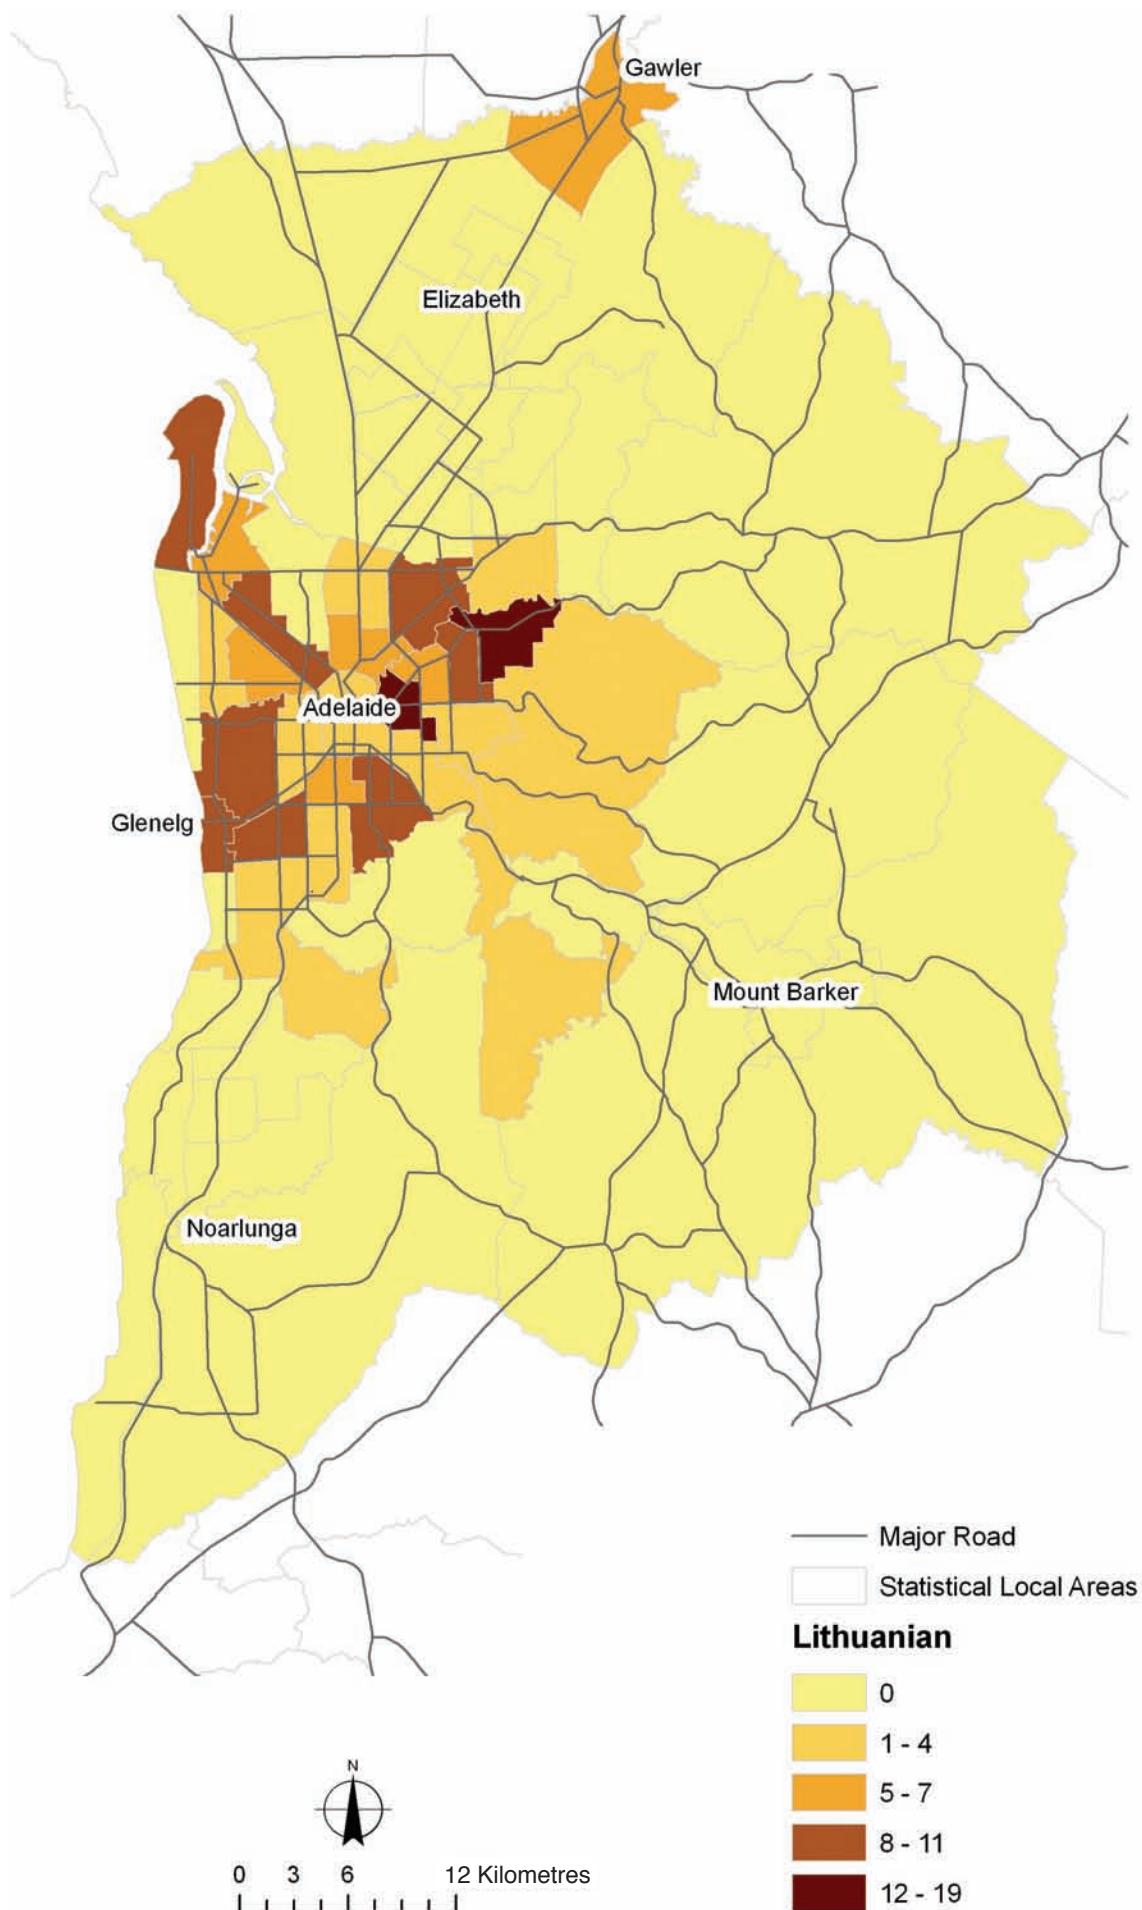 Gawler
Elizabeth
Adelaide
Glenelg
Mount Barker
Noarlunga
Major Road
Statistical Local Areas
Lithuanian
0
1 - 4
5 - 7
8 - 11
12 - 19
N
0 3 6 12 Kilometres